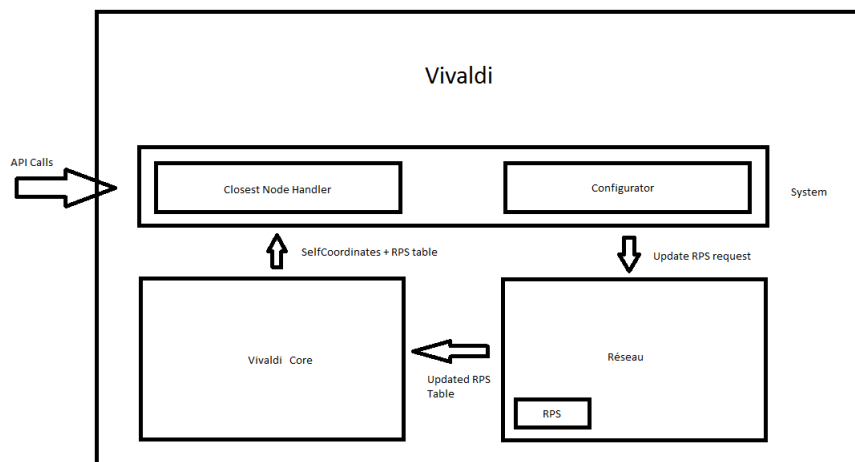 Vivaldi
API Calls
Closest Node Handler
Configurator
System
SelfCoordinates + RPS table
Update RPS request
Vivaldi Core
Réseau
Updated RPS
Table
RPS